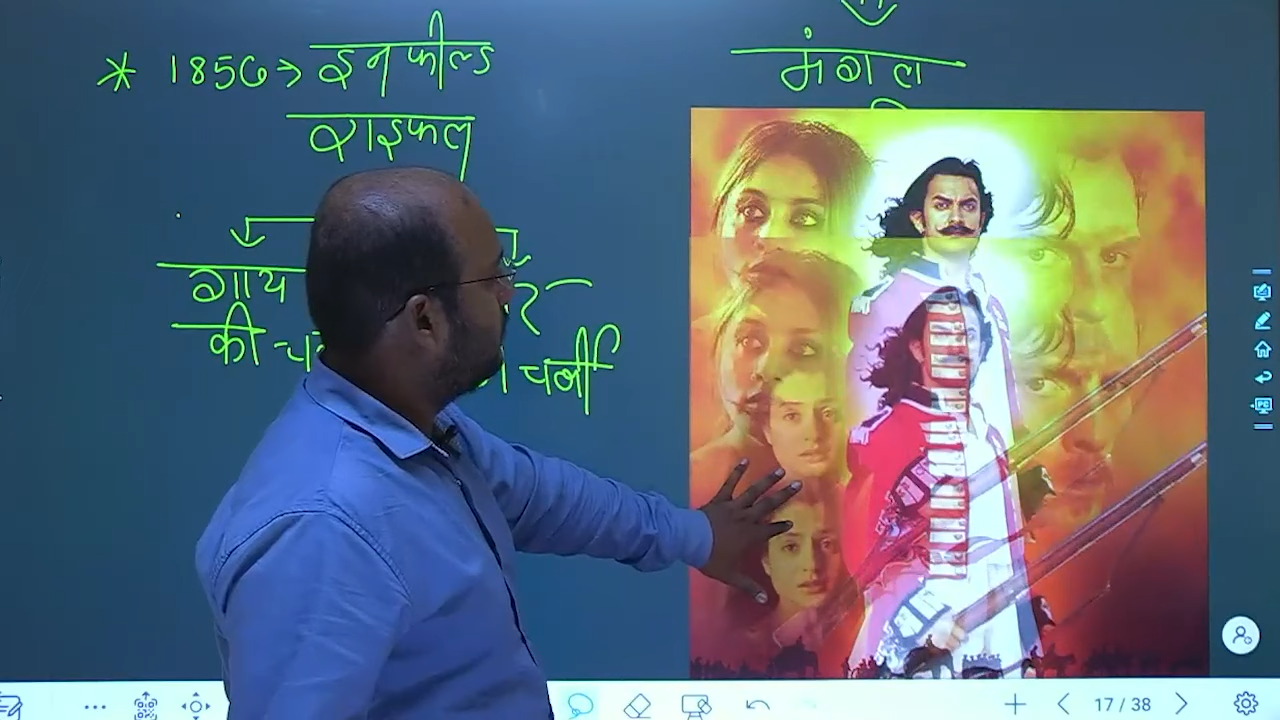 * 1856 → इनफील्ड
राइफल
मंगल
गाय
की
चर्बी
17 / 38